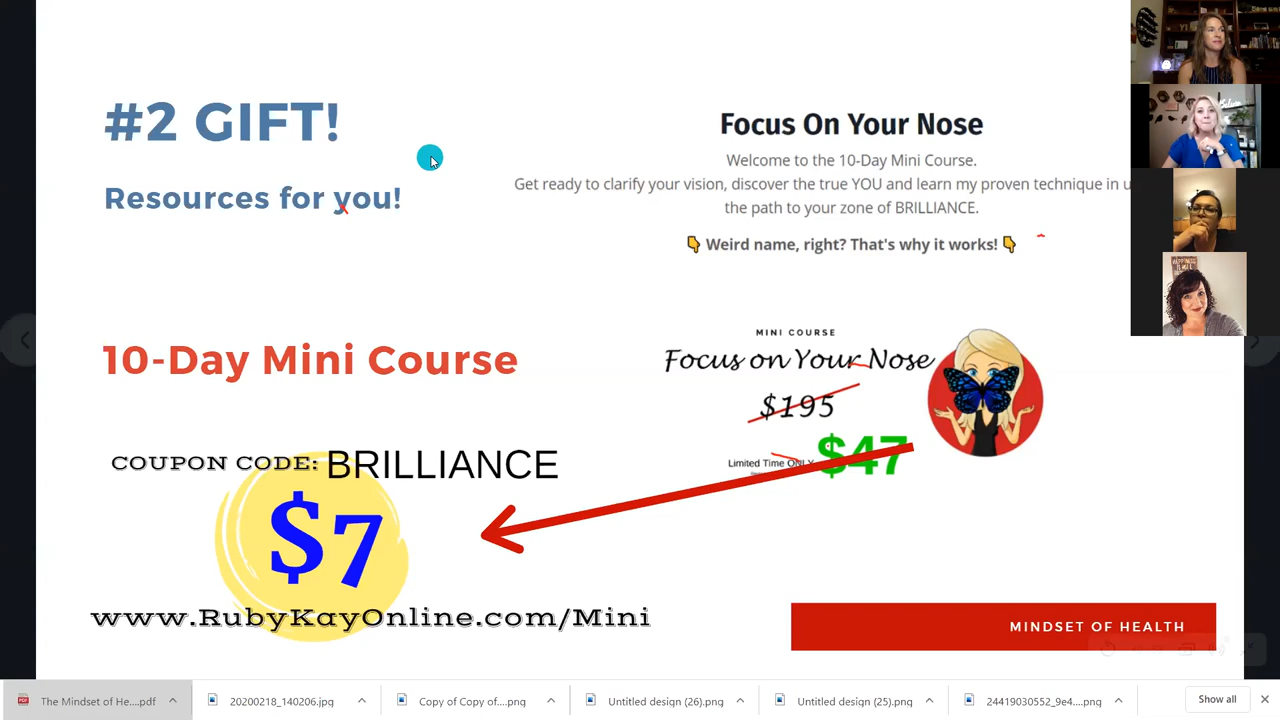 #2 GIFT!
Resources for you!
10-Day Mini Course
COUPON CODE: BRILLIANCE
$7
www.RubyKayOnline.com/Mini
Focus On Your Nose
Welcome to the 10-Day Mini Course.
Get ready to clarify your vision, discover the true YOU and learn my proven technique in u
the path to your zone of BRILLIANCE.
👇 Weird name, right? That's why it works! 👇
MINI COURSE
Focus on Your Nose
$195
Limited Time ONLY $47
MINDSET OF HEALTH
The Mindset of He....pdf
20200218_140206.jpg
Copy of Copy of....png
Untitled design (26).png
Untitled design (25).png
24419030552_9e4....png
Show all